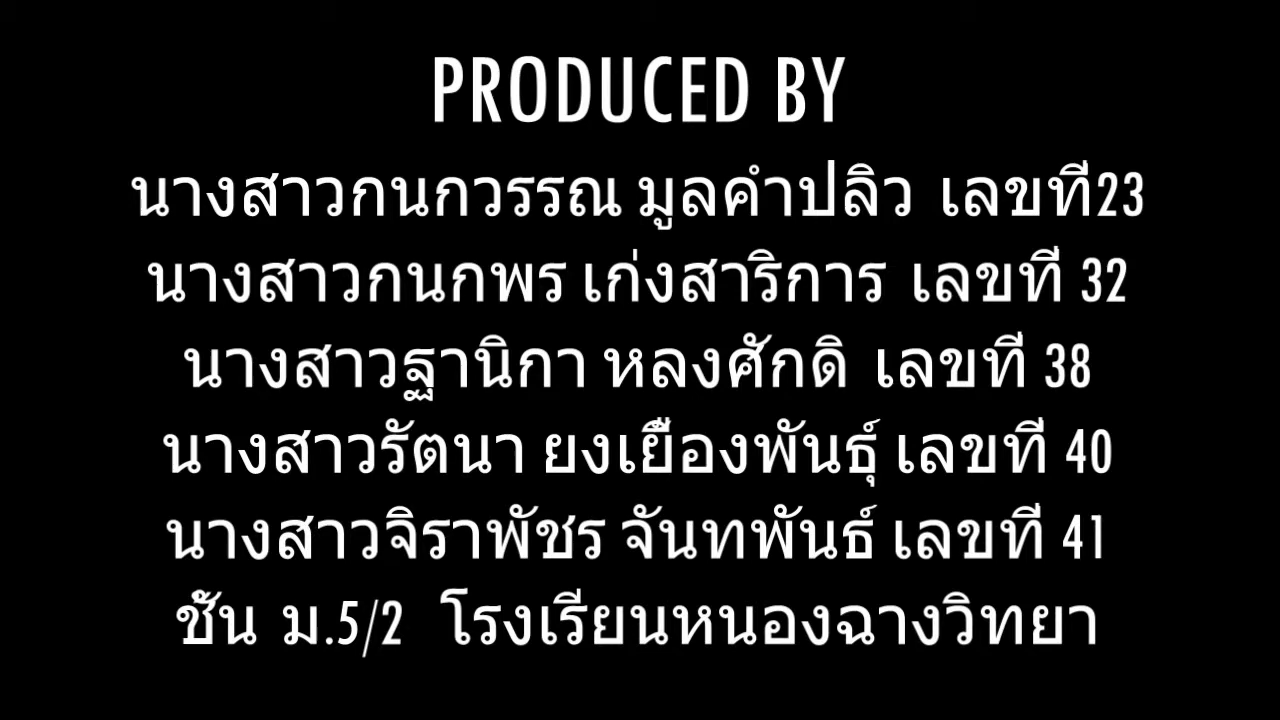 PRODUCED BY
นางสาวกนกวรรณ มูลคำปลิว เลขที่23
นางสาวกนกพร เก่งสาริการ เลขที่ 32
นางสาวฐานิกา หลงศักดิ เลขที่ 38
นางสาวรัตนา ยงเยื่องพันธุ์ เลขที่ 40
นางสาวจิราพัชร จันทพันธ์ เลขที่ 41
ชั้น ม.5/2 โรงเรียนหนองฉางวิทยา